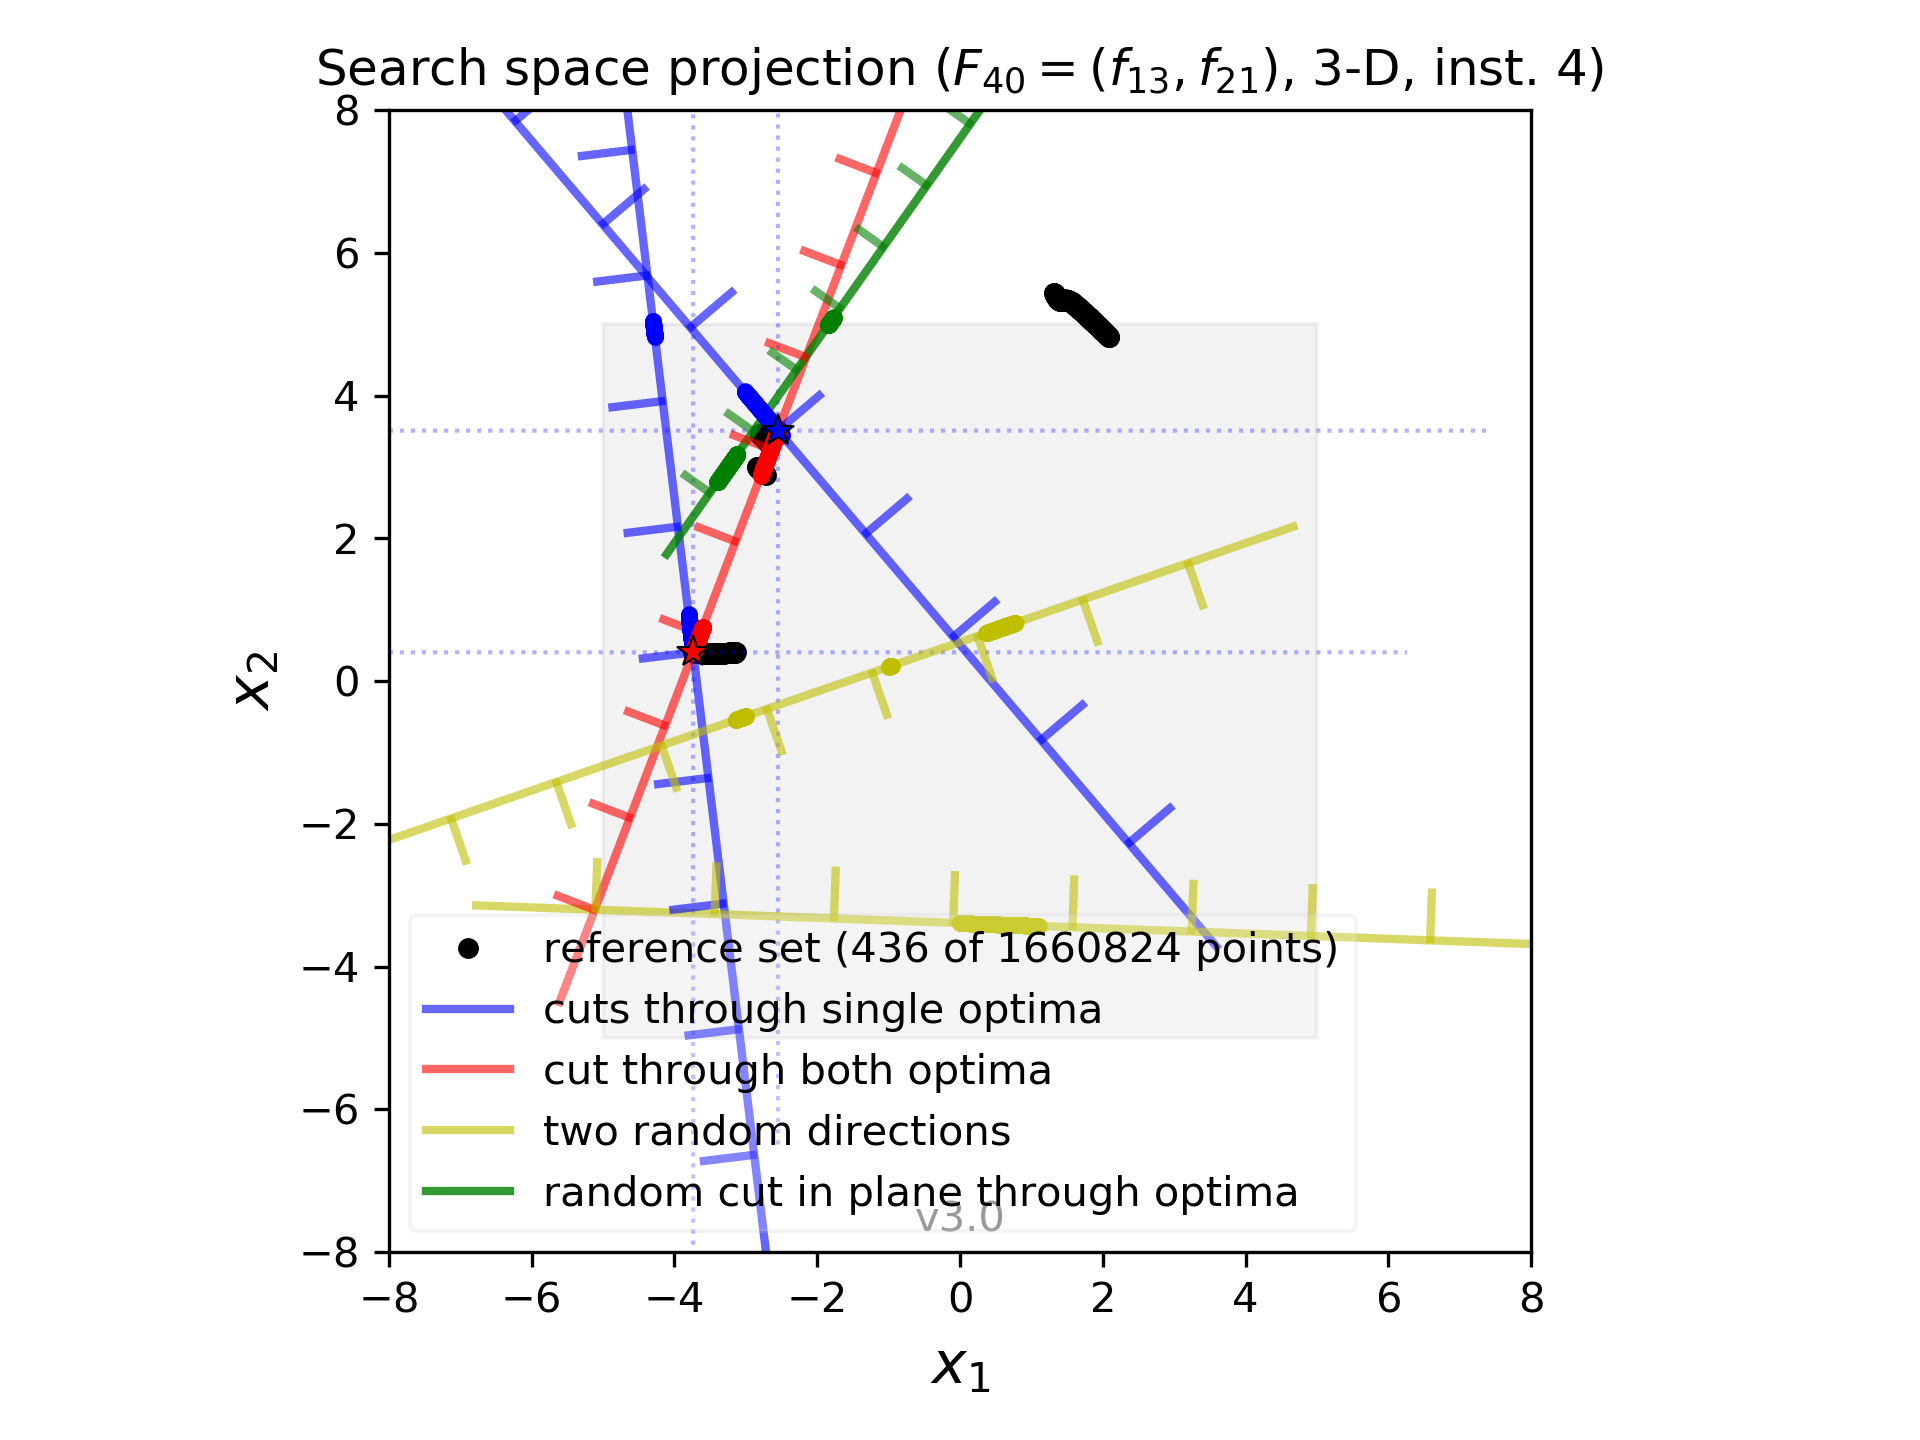 Search space projection (F₄₀ = (f₁₃, f₂₁), 3-D, inst. 4)
8
6
4
2
0
−2
−4
−6
−8
x₂
reference set (436 of 1660824 points)
cuts through single optima
cut through both optima
two random directions
random cut in plane through optima
v3.0
−8 −6 −4 −2 0 2 4 6 8
x₁